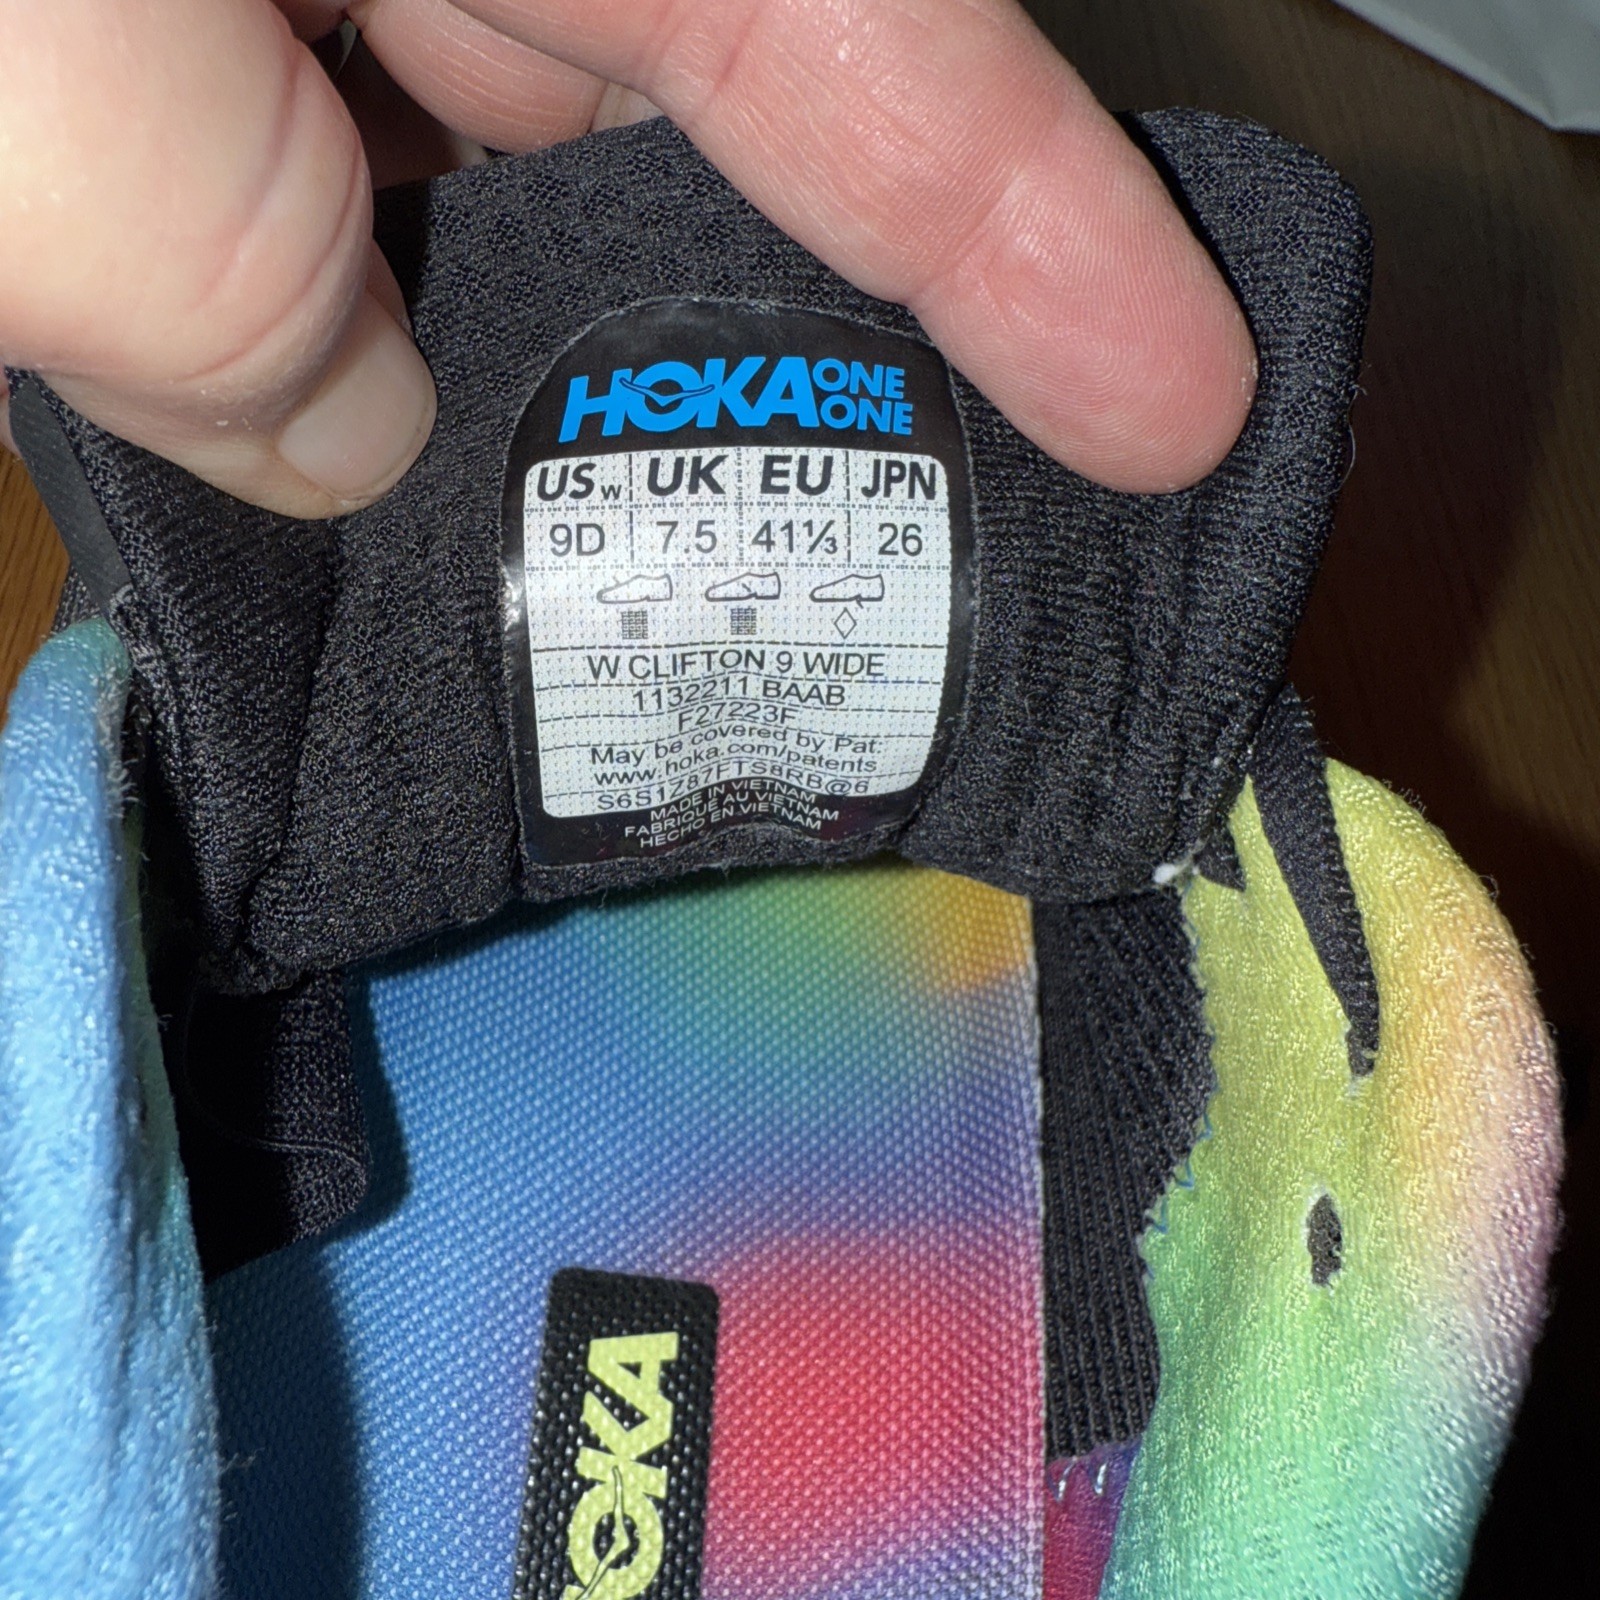 HOKA ONE ONE
USw UK EU JPN
9D 7.5 41⅓ 26
W CLIFTON 9 WIDE
1132211 BAAB
F27223F
May be covered by Pat:
www.hoka.com/patents
S6S1Z87FTS8RB@6
MADE IN VIETNAM
FABRIQUÉ AU VIETNAM
HECHO EN VIETNAM
HOKA